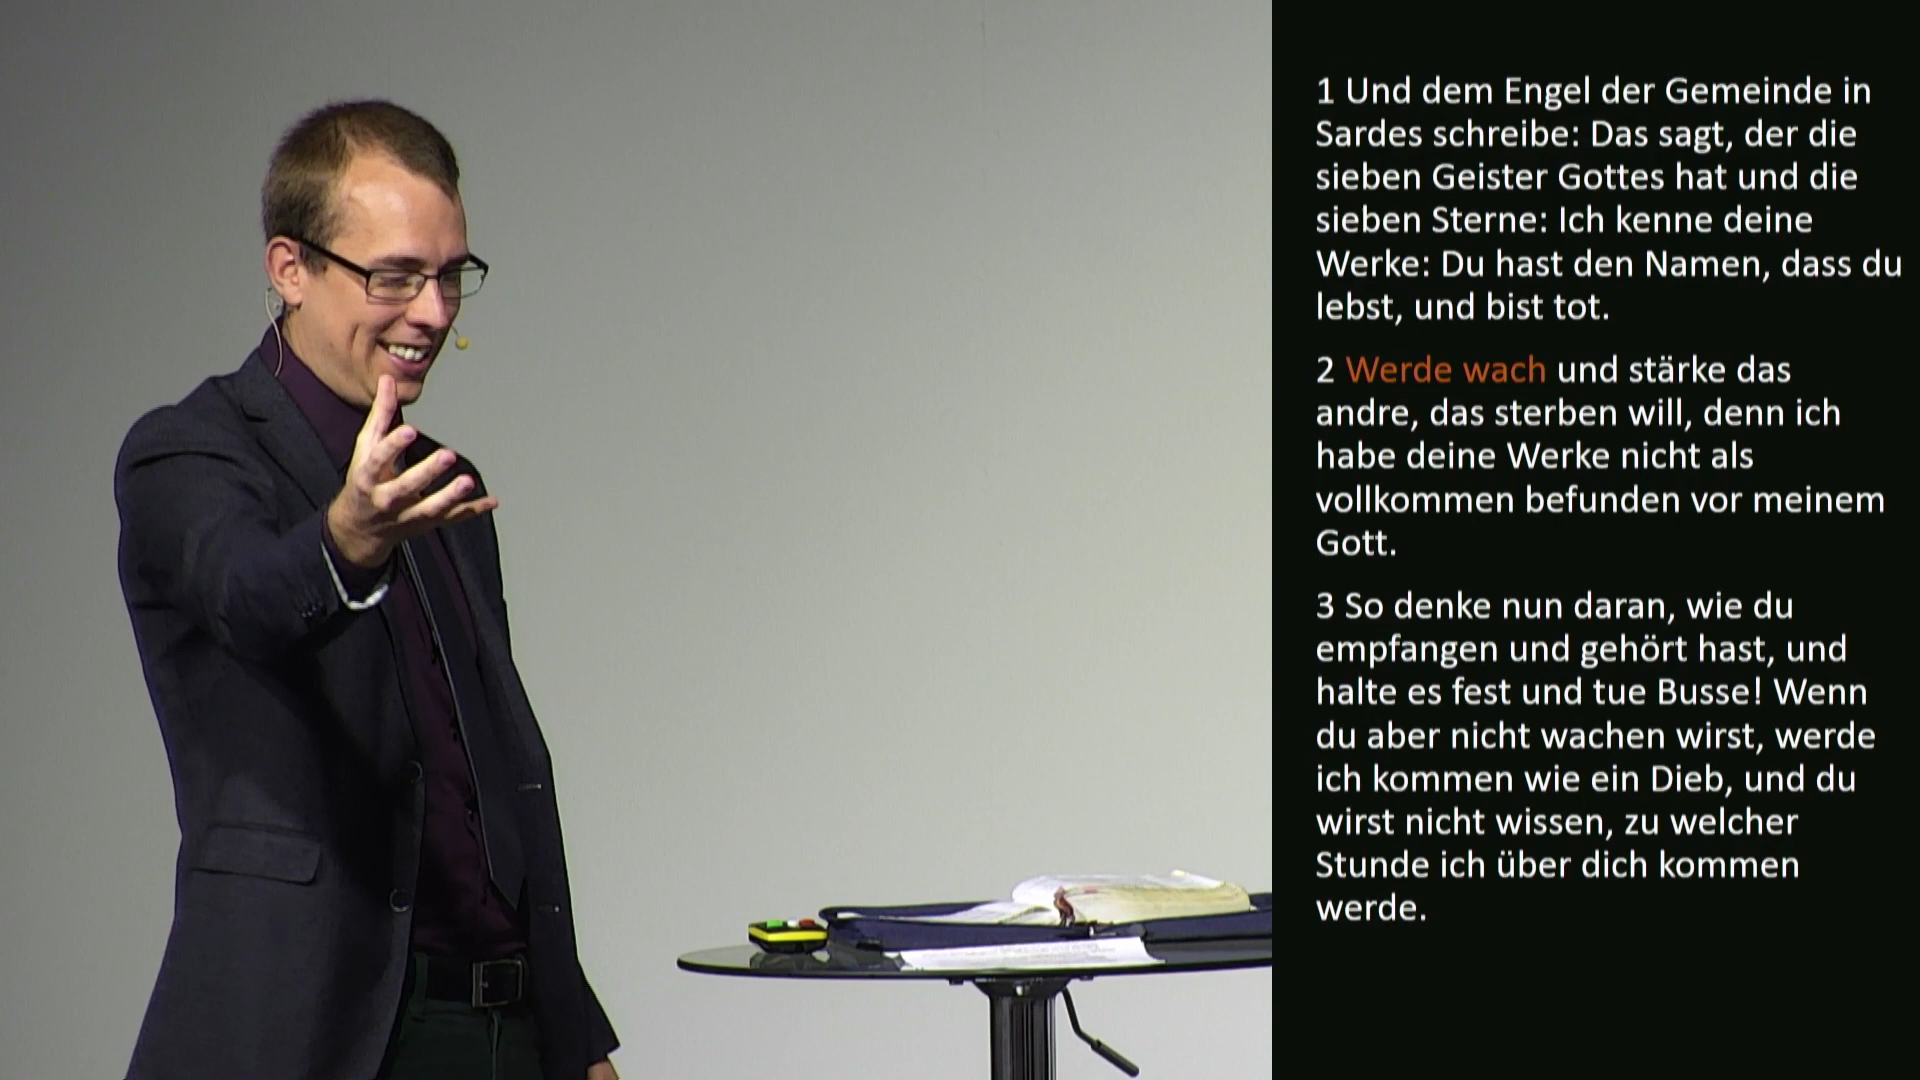 1 Und dem Engel der Gemeinde in
Sardes schreibe: Das sagt, der die
sieben Geister Gottes hat und die
sieben Sterne: Ich kenne deine
Werke: Du hast den Namen, dass du
lebst, und bist tot.
2 Werde wach und stärke das
andre, das sterben will, denn ich
habe deine Werke nicht als
vollkommen befunden vor meinem
Gott.
3 So denke nun daran, wie du
empfangen und gehört hast, und
halte es fest und tue Busse! Wenn
du aber nicht wachen wirst, werde
ich kommen wie ein Dieb, und du
wirst nicht wissen, zu welcher
Stunde ich über dich kommen
werde.